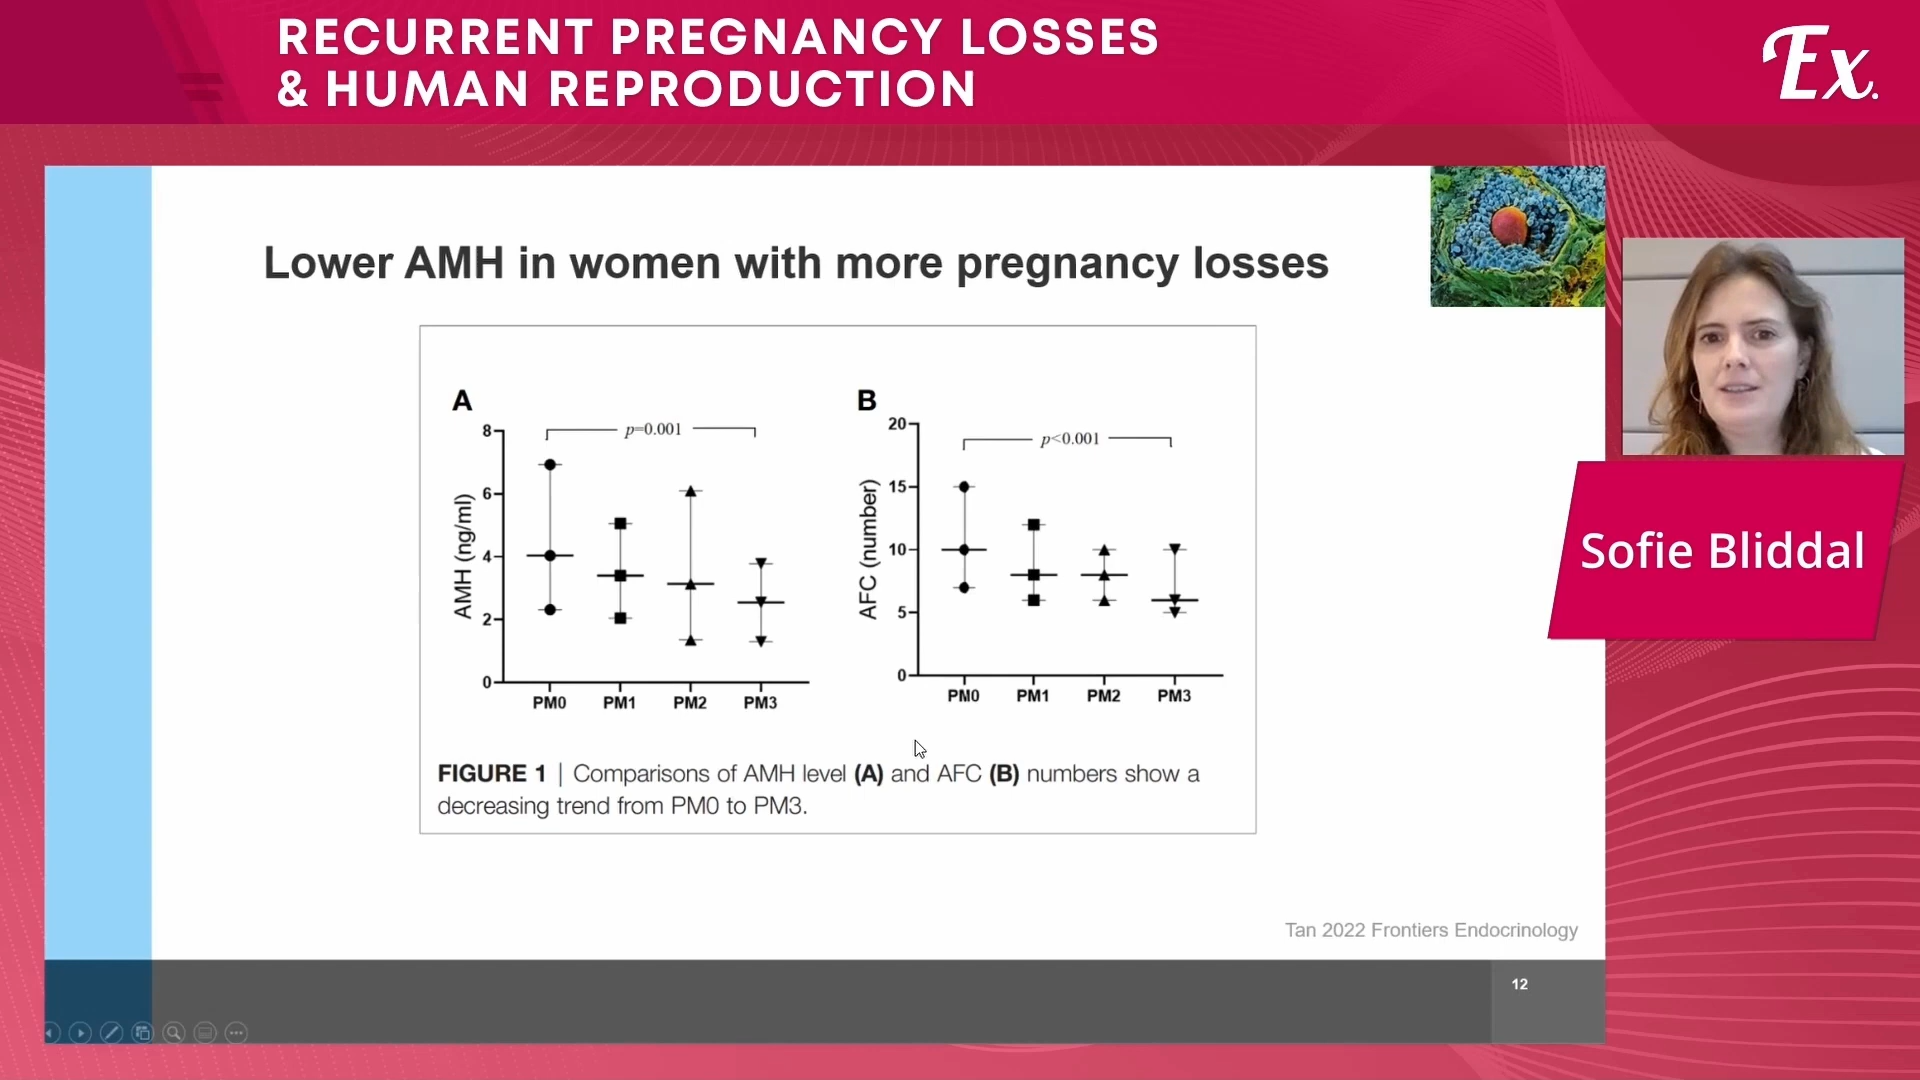 RECURRENT PREGNANCY LOSSES
& HUMAN REPRODUCTION
Ex.
Lower AMH in women with more pregnancy losses
A
8
6
4
2
0
AMH (ng/ml)
p=0.001
PM0 PM1 PM2 PM3
B
20
15
10
5
0
AFC (number)
p<0.001
PM0 PM1 PM2 PM3
FIGURE 1 | Comparisons of AMH level (A) and AFC (B) numbers show a
decreasing trend from PM0 to PM3.
Sofie Bliddal
Tan 2022 Frontiers Endocrinology
12